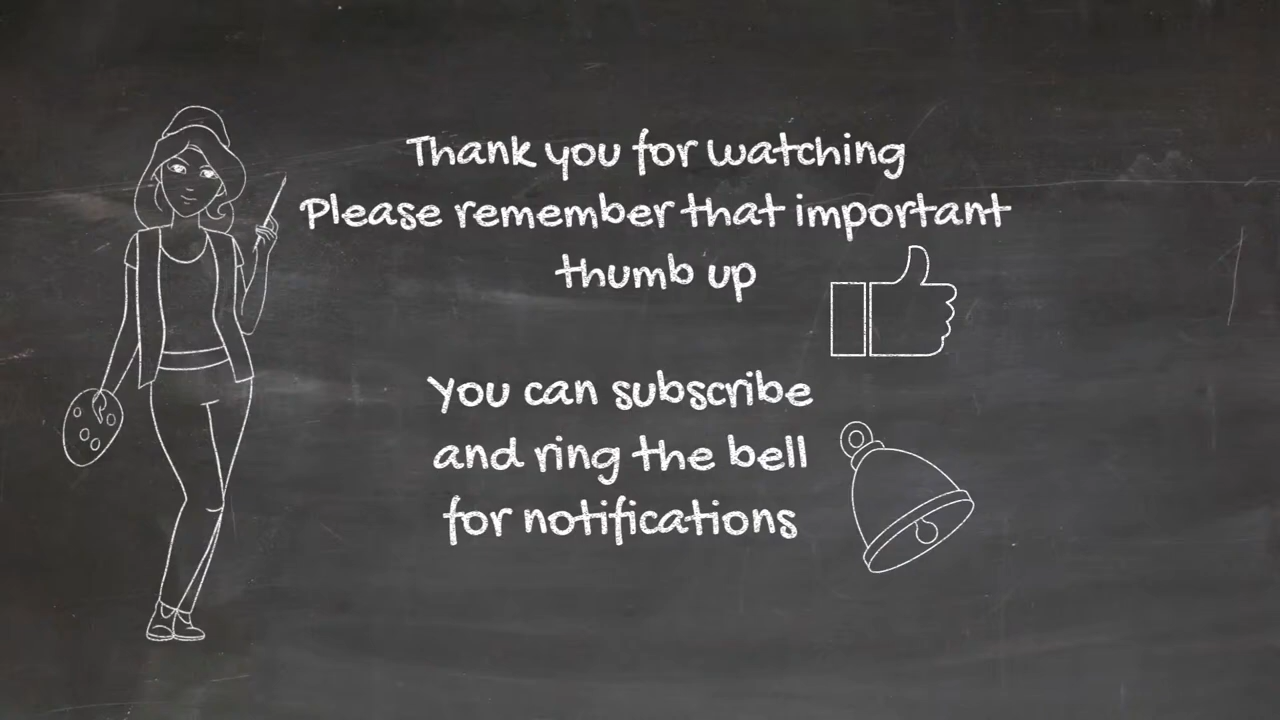 Thank you for watching
Please remember that important
thumb up
You can subscribe
and ring the bell
for notifications